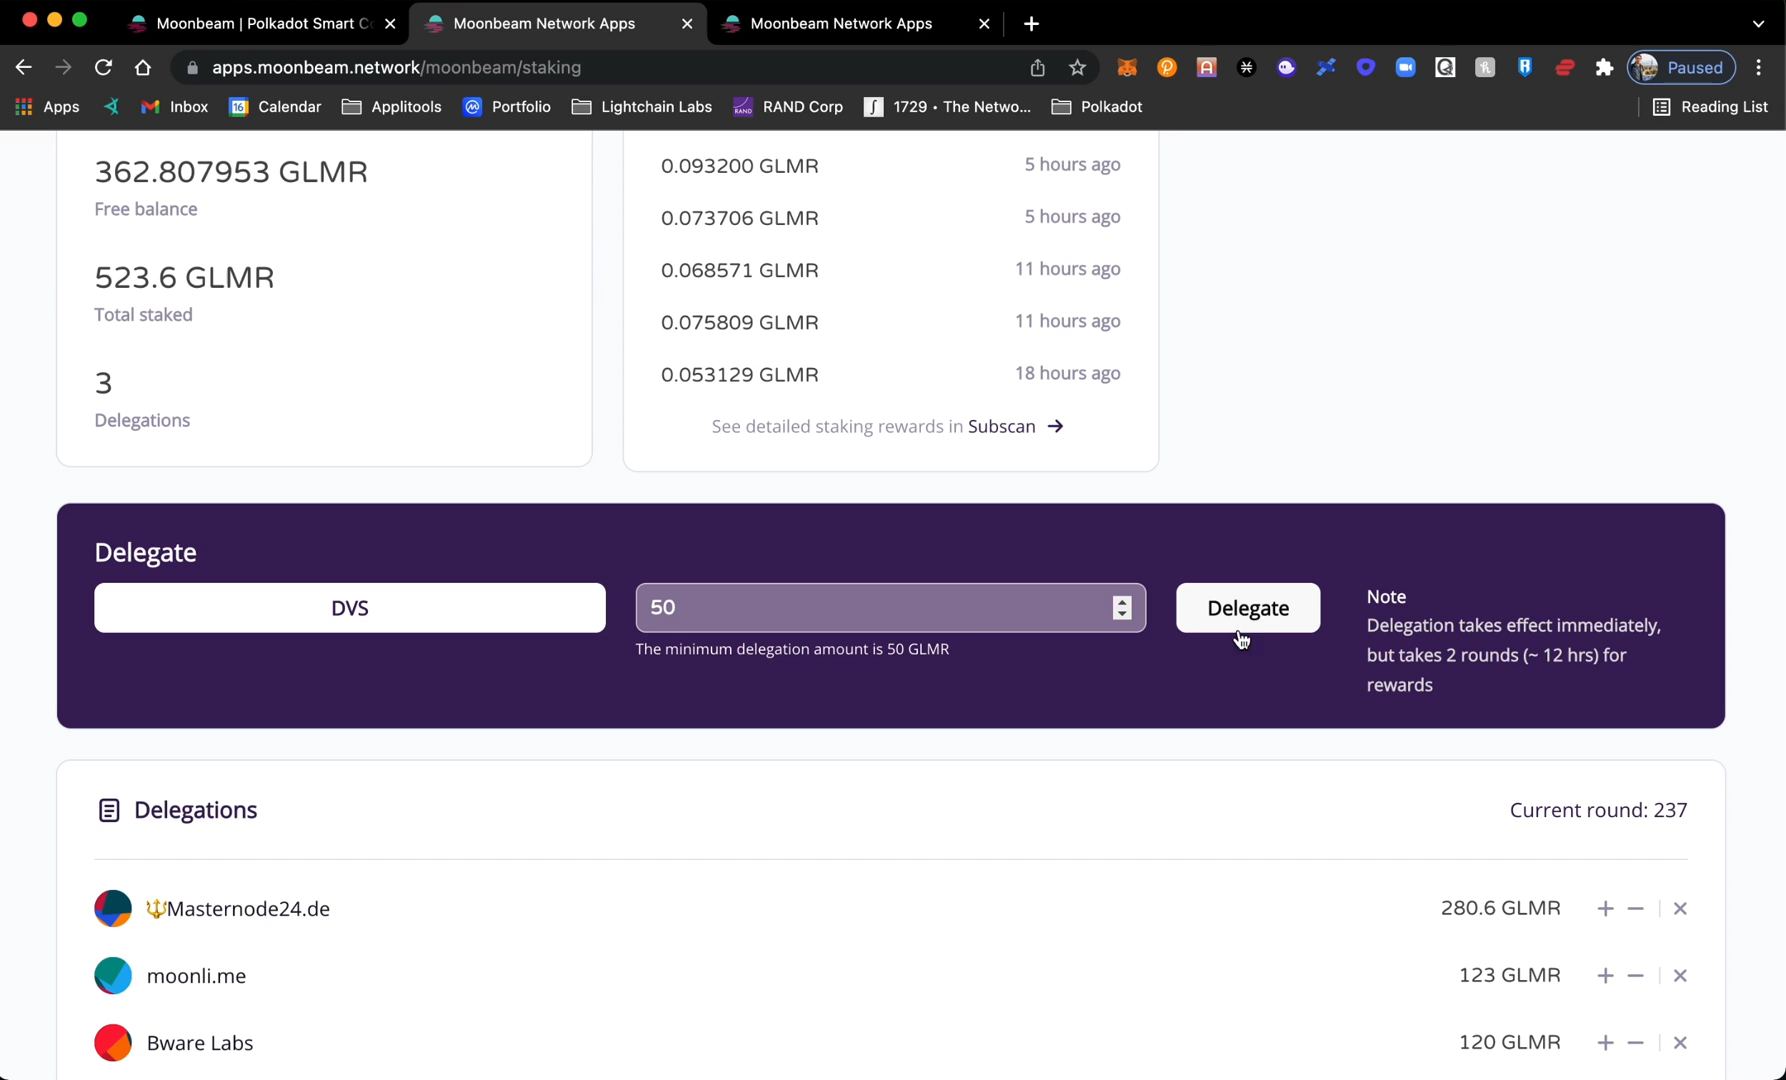 Moonbeam | Polkadot Smart Co
Moonbeam Network Apps
Moonbeam Network Apps
apps.moonbeam.network/moonbeam/staking
Paused
Apps
Inbox
16
Calendar
Applitools
Portfolio
Lightchain Labs
RAND Corp
1729 • The Netwo...
Polkadot
Reading List
362.807953 GLMR
Free balance
523.6 GLMR
Total staked
3
Delegations
0.093200 GLMR 5 hours ago
0.073706 GLMR 5 hours ago
0.068571 GLMR 11 hours ago
0.075809 GLMR 11 hours ago
0.053129 GLMR 18 hours ago
See detailed staking rewards in Subscan →
Delegate
DVS
50
The minimum delegation amount is 50 GLMR
Delegate
Note
Delegation takes effect immediately,
but takes 2 rounds (~ 12 hrs) for
rewards
Delegations
Current round: 237
🔱Masternode24.de 280.6 GLMR + − | ×
moonli.me 123 GLMR + − | ×
Bware Labs 120 GLMR + − | ×